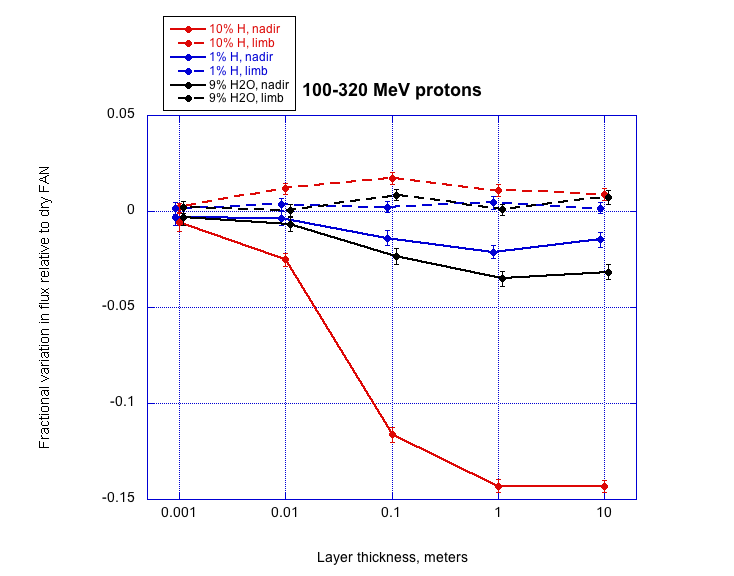 10% H, nadir
10% H, limb
1% H, nadir
1% H, limb
9% H2O, nadir
9% H2O, limb
100-320 MeV protons
0.05
0
-0.05
-0.1
-0.15
Fractional variation in flux relative to dry FAN
0.001 0.01 0.1 1 10
Layer thickness, meters